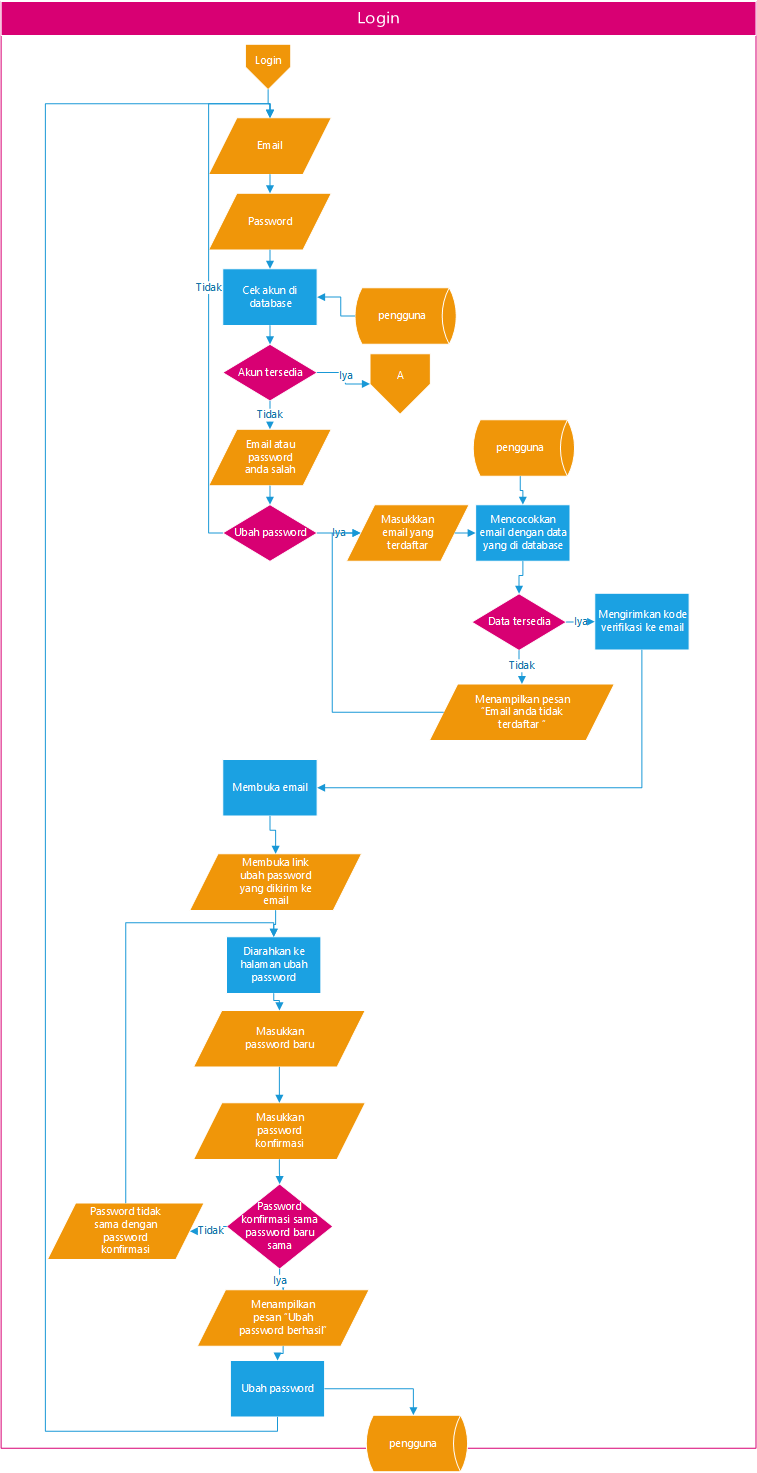 Login
Login
Email
Password
Tidak
Cek akun di
database
pengguna
Akun tersedia
Iya
A
Tidak
Email atau
password
anda salah
pengguna
Ubah password
Iya
Masukkkan
email yang
terdaftar
Mencocokkan
email dengan data
yang di database
Data tersedia
Iya
Mengirimkan kode
verifikasi ke email
Tidak
Menampilkan pesan
“Email anda tidak
terdaftar “
Membuka email
Membuka link
ubah password
yang dikirim ke
email
Diarahkan ke
halaman ubah
password
Masukkan
password baru
Masukkan
password
konfirmasi
Password
konfirmasi sama
password baru
sama
Tidak
Password tidak
sama dengan
password
konfirmasi
Iya
Menampilkan
pesan “Ubah
password berhasil”
Ubah password
pengguna